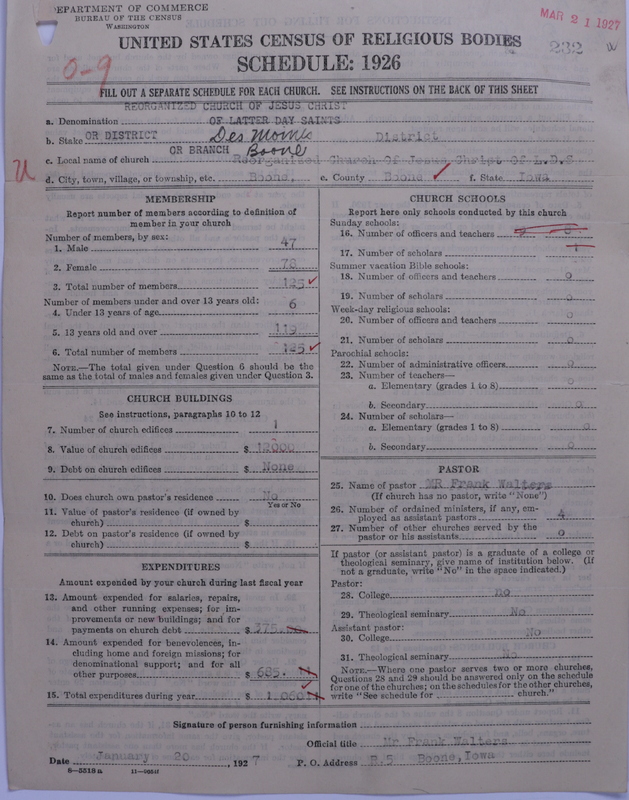 DEPARTMENT OF COMMERCE
BUREAU OF THE CENSUS
WASHINGTON
MAR 21 1927
UNITED STATES CENSUS OF RELIGIOUS BODIES
232 W
SCHEDULE: 1926
0-9
FILL OUT A SEPARATE SCHEDULE FOR EACH CHURCH. SEE INSTRUCTIONS ON THE BACK OF THIS SHEET
REORGANIZED CHURCH OF JESUS CHRIST
a. Denomination OF LATTER DAY SAINTS
b. Stake OR DISTRICT Des Moines District
OR BRANCH Boone
c. Local name of church Reorganized Church Of Jesus Christ Of L.D.S
d. City, town, village, or township, etc. Boone, e. County Boone f. State Iowa
MEMBERSHIP
Report number of members according to definition of member in your church
Number of members, by sex:
1. Male 47
2. Female 78
3. Total number of members 125
Number of members under and over 13 years old:
4. Under 13 years of age 6
5. 13 years old and over 119
6. Total number of members 125
NOTE.—The total given under Question 6 should be the same as the total of males and females given under Question 3.
CHURCH BUILDINGS
See instructions, paragraphs 10 to 12
7. Number of church edifices 1
8. Value of church edifices $ 12000
9. Debt on church edifices $ None
10. Does church own pastor's residence No
Yes or No
11. Value of pastor's residence (if owned by church) $
12. Debt on pastor's residence (if owned by church) $
EXPENDITURES
Amount expended by your church during last fiscal year
13. Amount expended for salaries, repairs, and other running expenses; for improvements or new buildings; and for payments on church debt $ 375.
14. Amount expended for benevolences, including home and foreign missions; for denominational support; and for all other purposes $ 685.
15. Total expenditures during year $ 1.060
CHURCH SCHOOLS
Report here only schools conducted by this church
Sunday schools:
16. Number of officers and teachers
17. Number of scholars
Summer vacation Bible schools:
18. Number of officers and teachers 0
19. Number of scholars 0
Week-day religious schools:
20. Number of officers and teachers 0
21. Number of scholars 0
Parochial schools:
22. Number of administrative officers 0
23. Number of teachers—
a. Elementary (grades 1 to 8) 0
b. Secondary 0
24. Number of scholars—
a. Elementary (grades 1 to 8) 0
b. Secondary 0
PASTOR
25. Name of pastor MR Frank Walters
(If church has no pastor, write "None")
26. Number of ordained ministers, if any, employed as assistant pastors 4
27. Number of other churches served by the pastor or his assistants 0
If pastor (or assistant pastor) is a graduate of a college or theological seminary, give name of institution below. (If not a graduate, write "No" in the space indicated.)
Pastor:
28. College no
29. Theological seminary No
Assistant pastor:
30. College No
31. Theological seminary No
NOTE.—Where one pastor serves two or more churches, Questions 28 and 29 should be answered only on the schedule for one of the churches; on the schedules for the other churches, write "See schedule for church."
Signature of person furnishing information
Official title Mr Frank Walters
Date January 20, 1927 P. O. Address R.5 Boone, Iowa
8-5518a